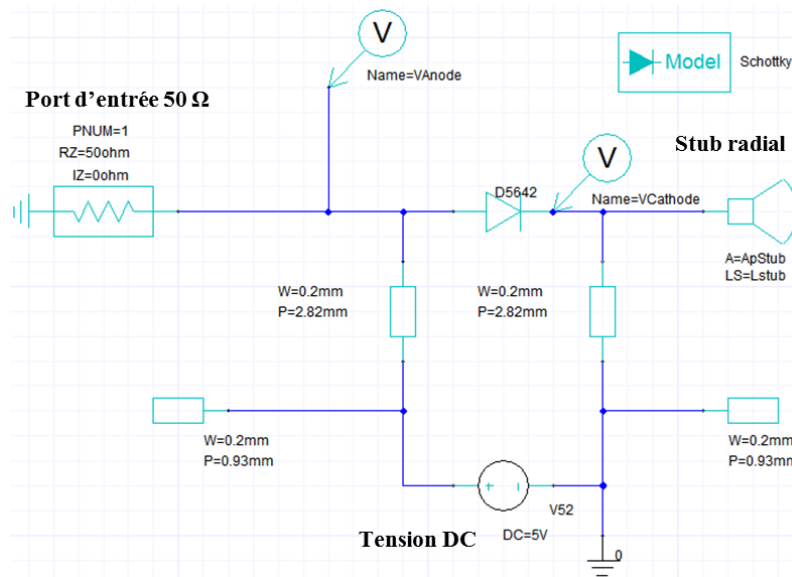 V
Name=VAnode
Model
Schottky
Port d'entrée 50 Ω
PNUM=1
RZ=50ohm
IZ=0ohm
V
Stub radial
D5642
Name=VCathode
A=ApStub
LS=Lstub
W=0.2mm
P=2.82mm
W=0.2mm
P=2.82mm
W=0.2mm
P=0.93mm
W=0.2mm
P=0.93mm
+
-
V52
Tension DC
DC=5V
0